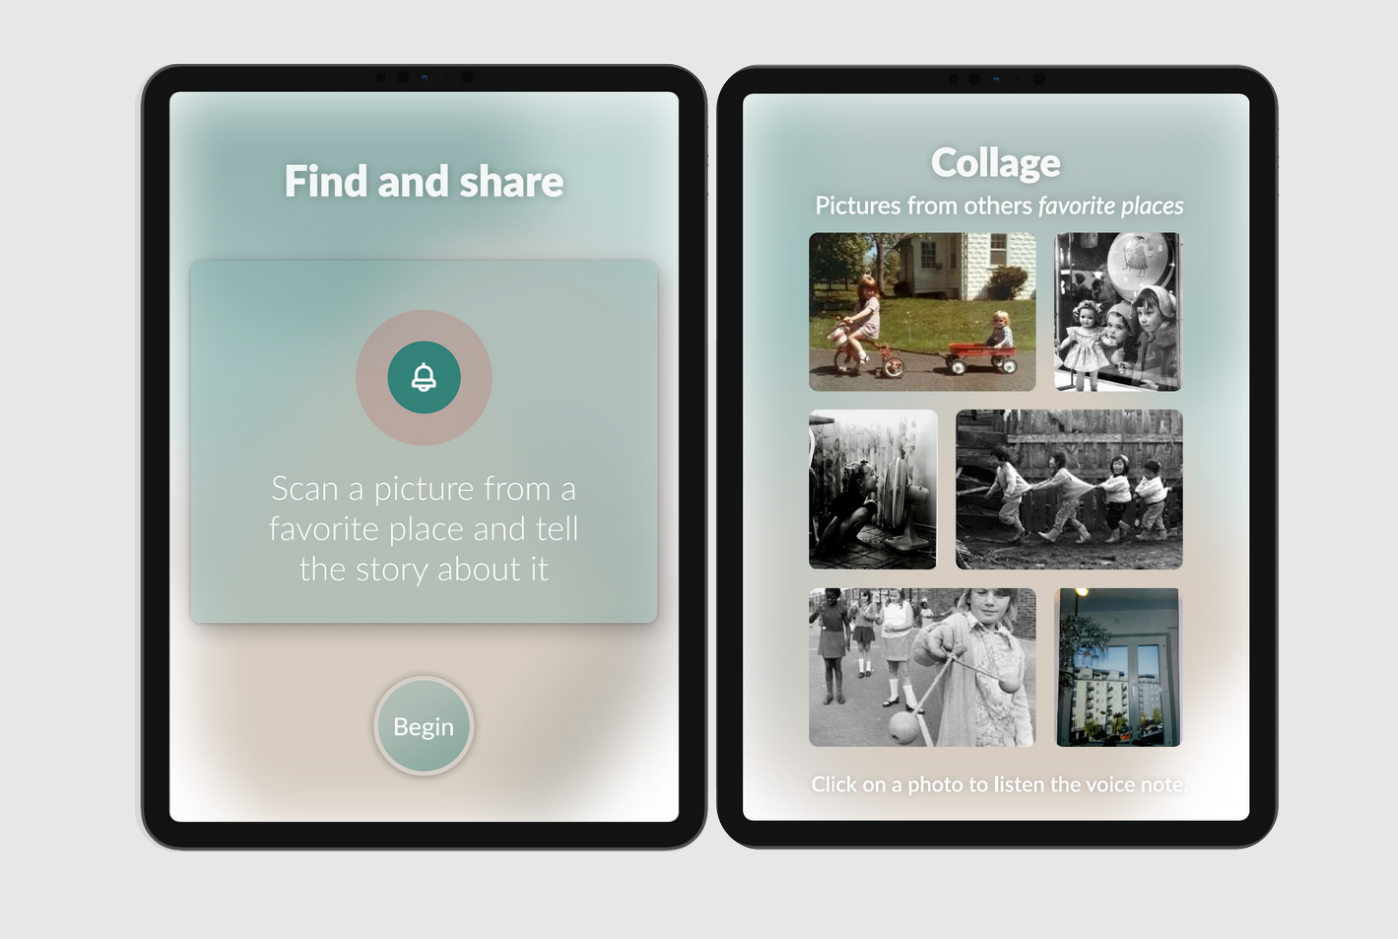 Find and share
Scan a picture from a
favorite place and tell
the story about it
Begin
Collage
Pictures from others favorite places
Click on a photo to listen the voice note.